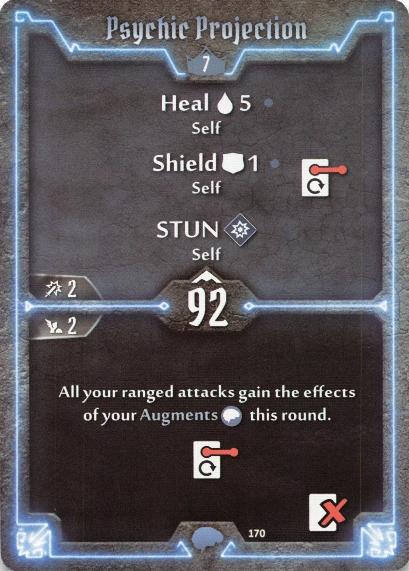 Psychic Projection
7
Heal 5
Self
Shield 1
Self
STUN
Self
2
92
2
All your ranged attacks gain the effects
of your Augments this round.
170